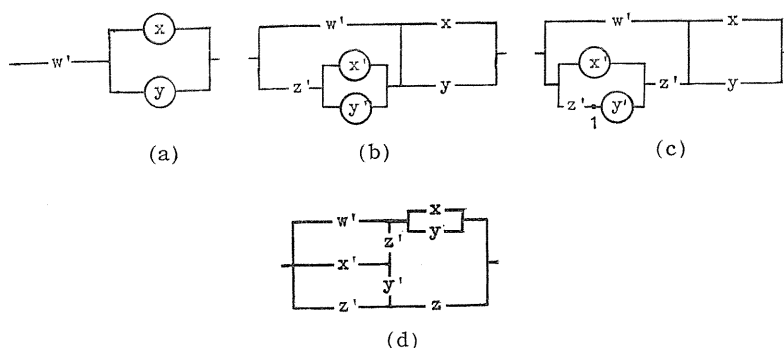 w' x y
w' x z' x' y' y
w' x x' z' y' z' y 1
(a) (b) (c)
w' x y z' x' y' z' z
(d)